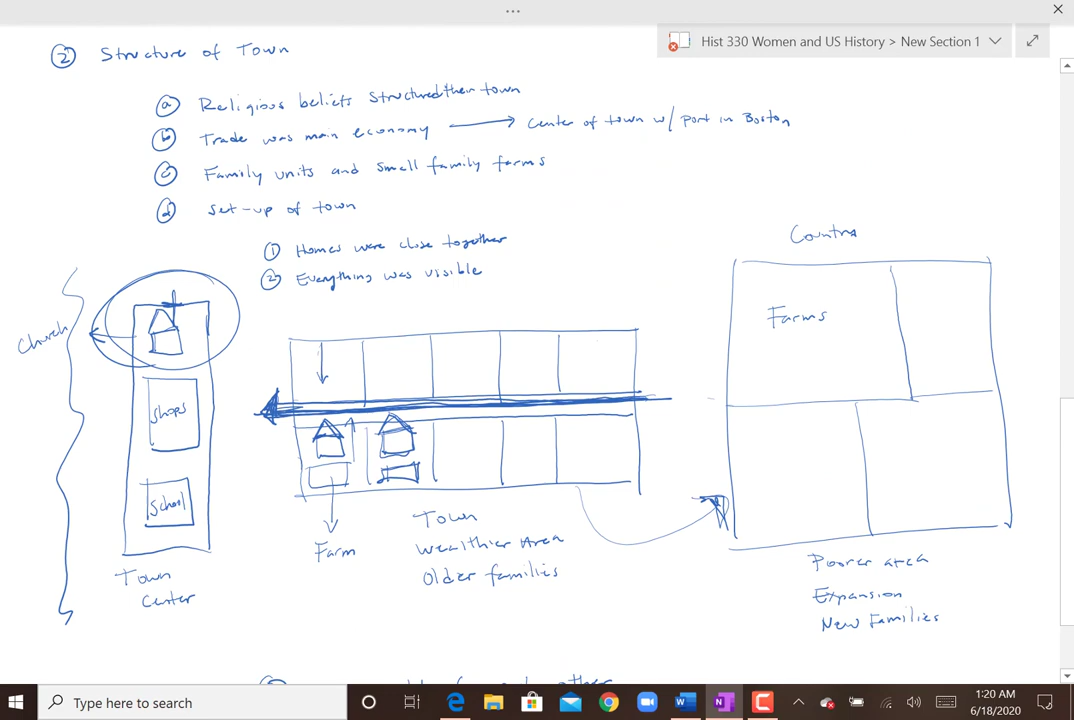 Hist 330 Women and US History > New Section 1
② Structure of Town
ⓐ Religious beliefs structured their town
ⓑ Trade was main economy → Center of town w/ port in Boston
ⓒ Family units and small family farms
ⓓ Set-up of town
① Homes were close together
② Everything was visible
Church
Shops
School
Town
Center
Farm
Town
Wealthier Area
Older families
Country
Farms
Poorer area
Expansion
New Families
Type here to search
1:20 AM
6/18/2020